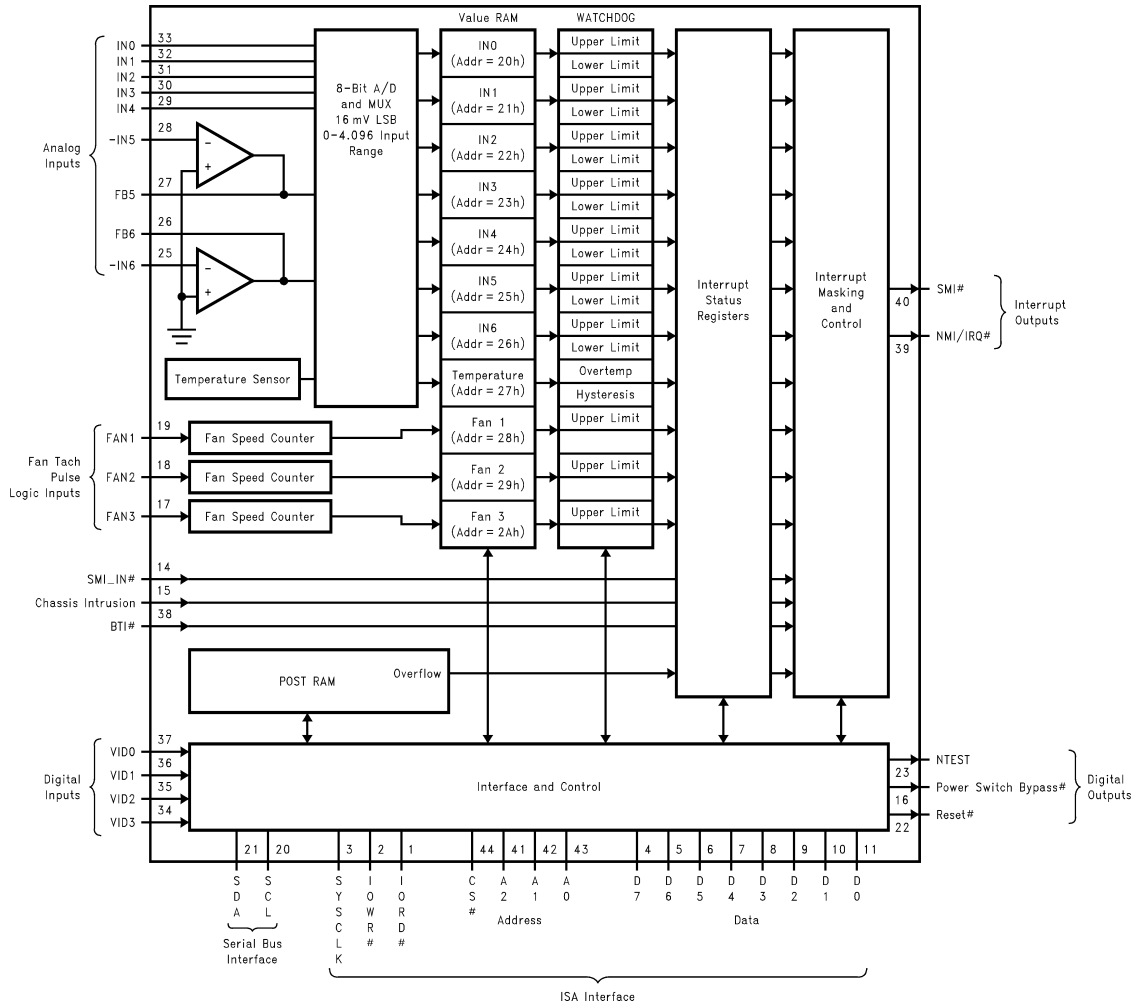 Value RAM
WATCHDOG
Analog
Inputs
IN0
33
IN1
32
IN2
31
IN3
30
IN4
29
-IN5
28
FB5
27
FB6
26
-IN6
25
-
+
-
+
8-Bit A/D
and MUX
16 mV LSB
0-4.096 Input
Range
Temperature Sensor
IN0
(Addr = 20h)
IN1
(Addr = 21h)
IN2
(Addr = 22h)
IN3
(Addr = 23h)
IN4
(Addr = 24h)
IN5
(Addr = 25h)
IN6
(Addr = 26h)
Temperature
(Addr = 27h)
Fan 1
(Addr = 28h)
Fan 2
(Addr = 29h)
Fan 3
(Addr = 2Ah)
Upper Limit
Lower Limit
Upper Limit
Lower Limit
Upper Limit
Lower Limit
Upper Limit
Lower Limit
Upper Limit
Lower Limit
Upper Limit
Lower Limit
Upper Limit
Lower Limit
Overtemp
Hysteresis
Upper Limit
Upper Limit
Upper Limit
Interrupt
Status
Registers
Interrupt
Masking
and
Control
SMI#
40
NMI/IRQ#
39
Interrupt
Outputs
Fan Tach
Pulse
Logic Inputs
FAN1
19
Fan Speed Counter
FAN2
18
Fan Speed Counter
FAN3
17
Fan Speed Counter
SMI_IN#
14
Chassis Intrusion
15
BTI#
38
POST RAM
Overflow
Digital
Inputs
VID0
37
VID1
36
VID2
35
VID3
34
Interface and Control
NTEST
23
Power Switch Bypass#
16
Reset#
22
Digital
Outputs
21
20
3
2
1
44
41
42
43
4
5
6
7
8
9
10
11
SDA
SCL
SYSCLK
IOWR#
IORD#
CS#
A2
A1
A0
D7
D6
D5
D4
D3
D2
D1
D0
Serial Bus
Interface
Address
Data
ISA Interface